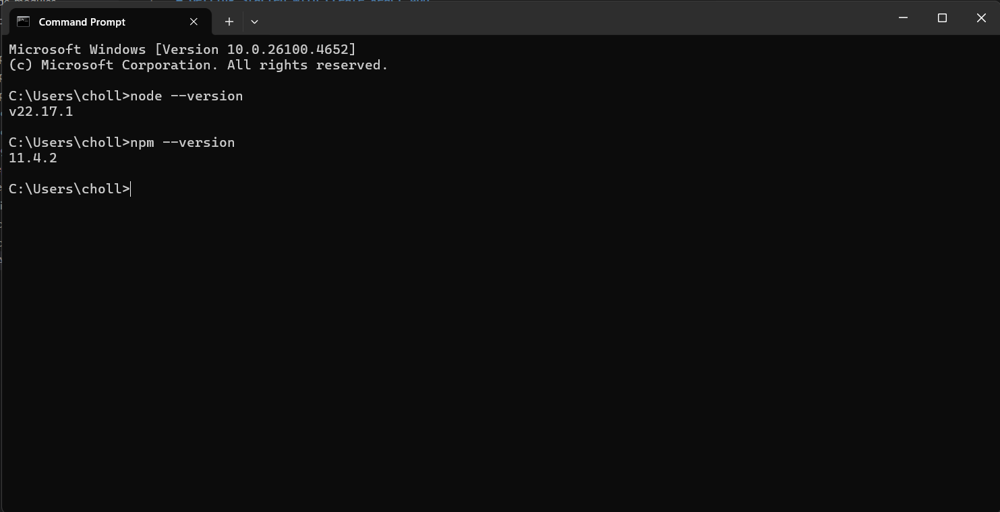 Command Prompt
Microsoft Windows [Version 10.0.26100.4652]
(c) Microsoft Corporation. All rights reserved.
C:\Users\choll>node --version
v22.17.1
C:\Users\choll>npm --version
11.4.2
C:\Users\choll>